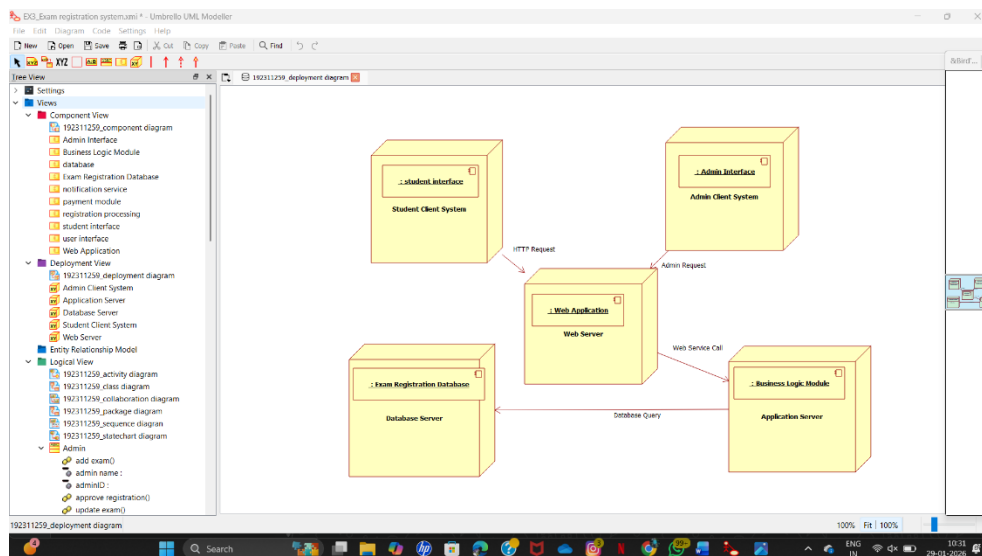 EX3_Exam registration system.xmi * - Umbrello UML Modeller
File Edit Diagram Code Settings Help
New Open Save Cut Copy Paste Find
XYZ
Tree View
192311259_deployment diagram
Settings
Views
Component View
192311259_component diagram
Admin Interface
Business Logic Module
database
Exam Registration Database
notification service
payment module
registration processing
student interface
user interface
Web Application
Deployment View
192311259_deployment diagram
Admin Client System
Application Server
Database Server
Student Client System
Web Server
Entity Relationship Model
Logical View
192311259_activity diagram
192311259_class diagram
192311259_collaboration diagram
192311259_package diagram
192311259_sequence diagran
192311259_statechart diagram
Admin
add exam()
admin name :
adminID :
approve registration()
update exam()
: student interface
Student Client System
: Admin Interface
Admin Client System
HTTP Request
Admin Request
: Web Application
Web Server
Web Service Call
: Exam Registration Database
Database Server
: Business Logic Module
Application Server
Database Query
192311259_deployment diagram
100% Fit 100%
Search
99+
ENG
IN
10:31
29-01-2026